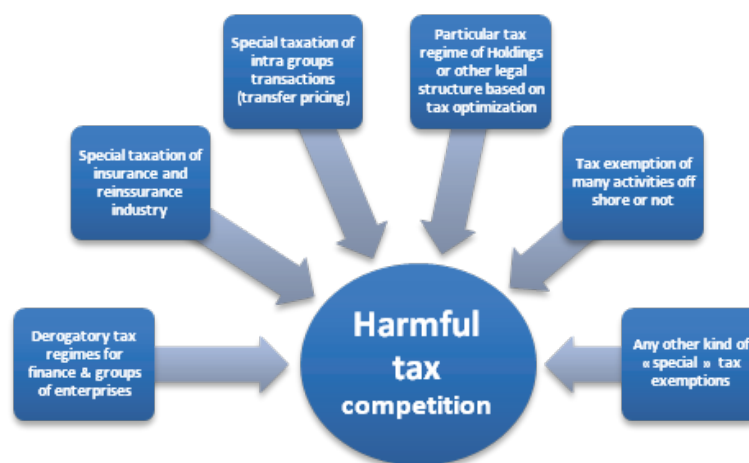 Special taxation of
intra groups
transactions
(transfer pricing)
Particular tax
regime of Holdings
or other legal
structure based on
tax optimization
Special taxation of
insurance and
reinssurance
industry
Tax exemption of
many activities off
shore or not
Derogatory tax
regimes for
finance & groups
of enterprises
Harmful
tax
competition
Any other kind of
« special » tax
exemptions